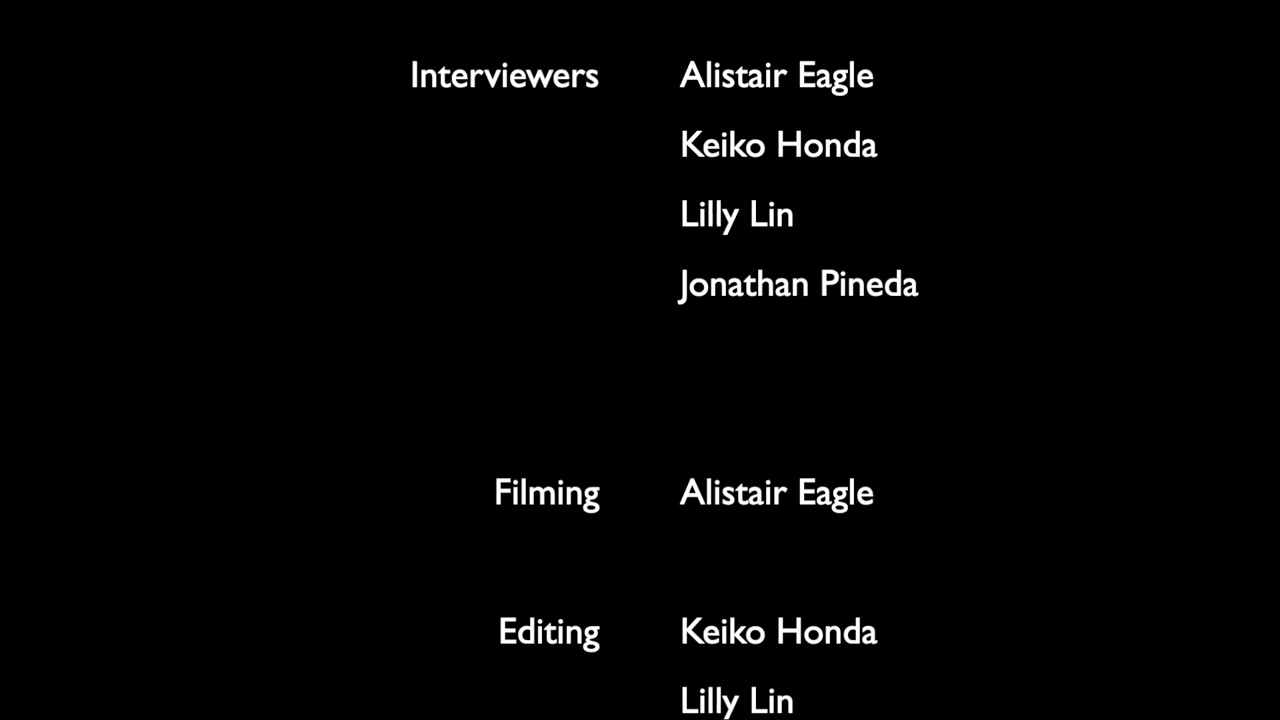 Interviewers Alistair Eagle
Keiko Honda
Lilly Lin
Jonathan Pineda
Filming Alistair Eagle
Editing Keiko Honda
Lilly Lin